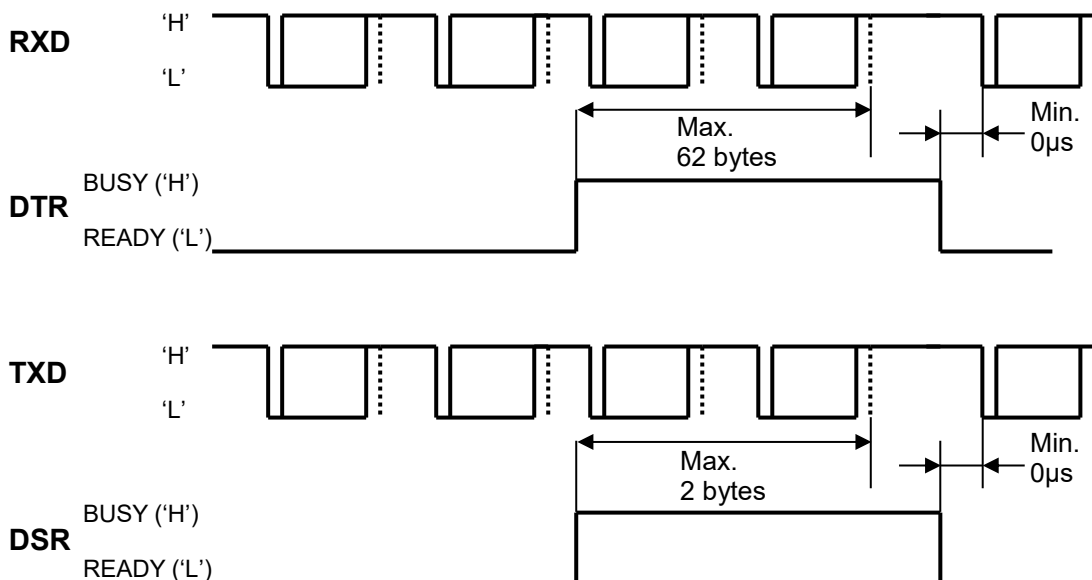 RXD
‘H’
‘L’
Max.
62 bytes
Min.
0µs
DTR
BUSY (‘H’)
READY (‘L’)
TXD
‘H’
‘L’
Max.
2 bytes
Min.
0µs
DSR
BUSY (‘H’)
READY (‘L’)